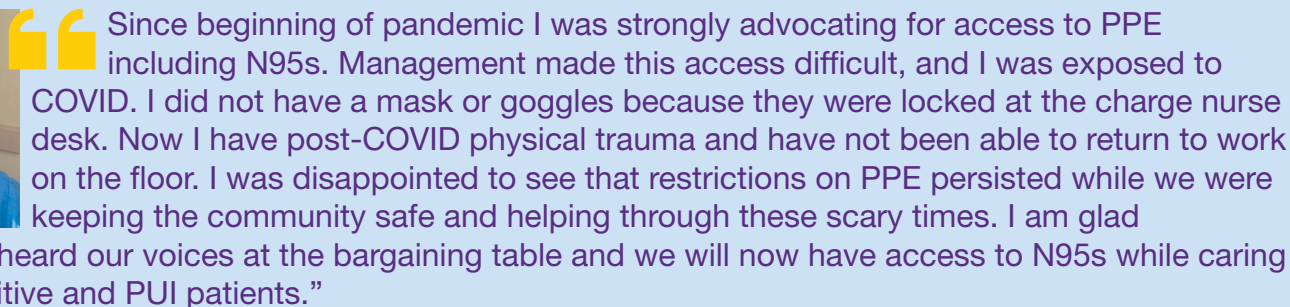 Since beginning of pandemic I was strongly advocating for access to PPE
including N95s. Management made this access difficult, and I was exposed to
COVID. I did not have a mask or goggles because they were locked at the charge nurse
desk. Now I have post-COVID physical trauma and have not been able to return to work
on the floor. I was disappointed to see that restrictions on PPE persisted while we were
keeping the community safe and helping through these scary times. I am glad
heard our voices at the bargaining table and we will now have access to N95s while caring
and PUI patients.”